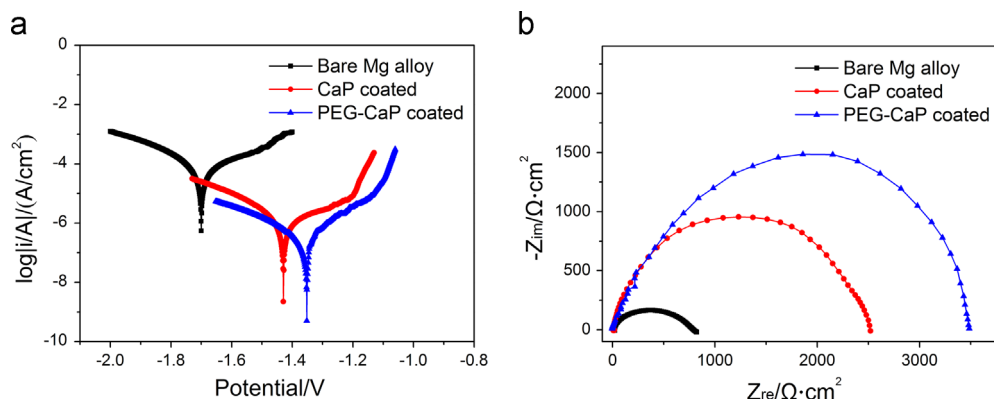 a
0
-2
-4
-6
-8
-10
log|i/A|/(A/cm²)
-2.0
-1.8
-1.6
-1.4
-1.2
-1.0
Potential/V
Bare Mg alloy
CaP coated
PEG-CaP coated
b
2000
1500
1000
500
0
-Zim/Ω·cm²
0
1000
2000
3000
Zre/Ω·cm²
Bare Mg alloy
CaP coated
PEG-CaP coated